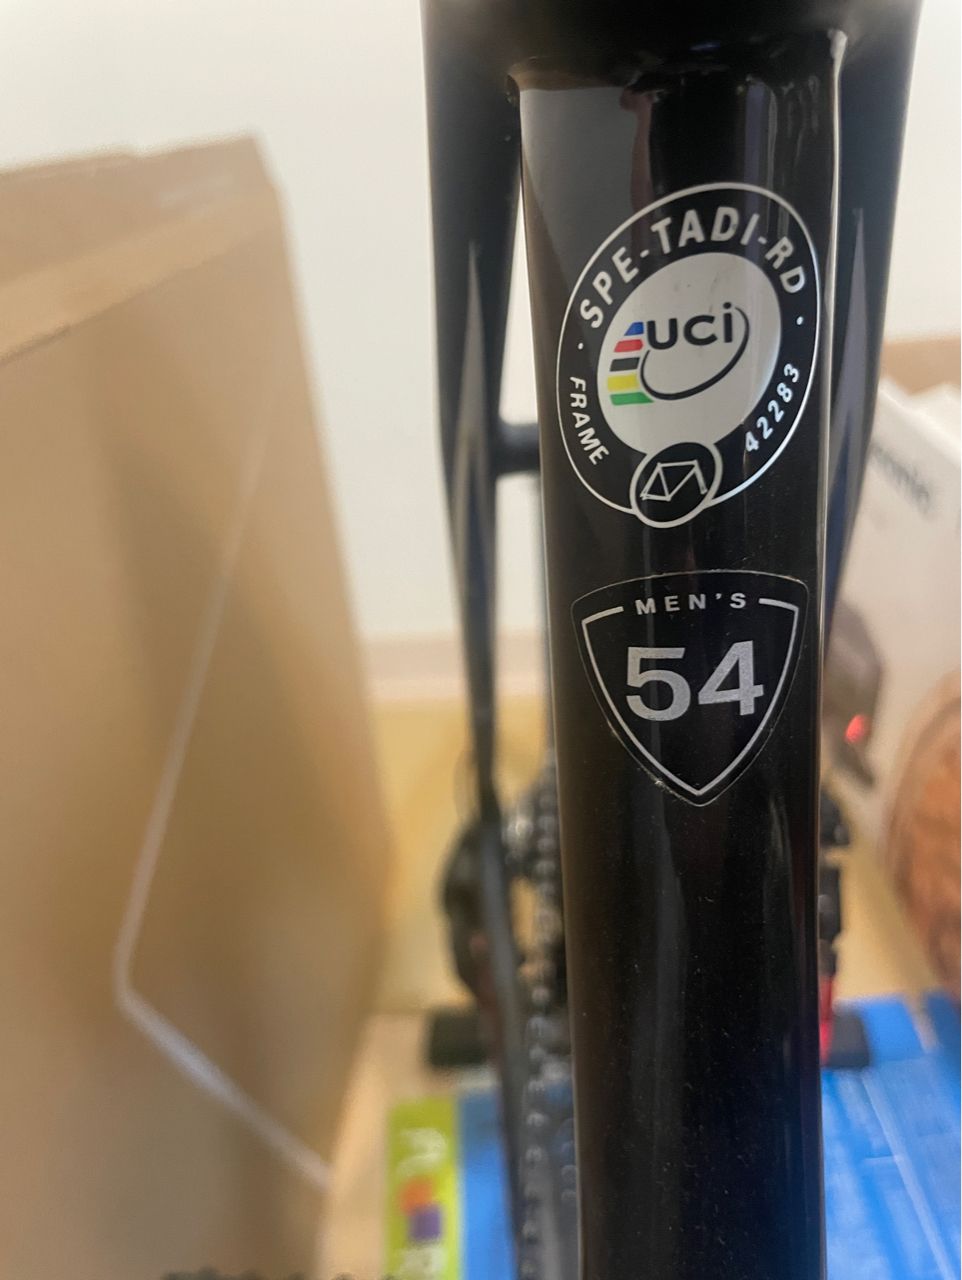 SPE-TADI-RD
uci
FRAME
42283
MEN'S
54